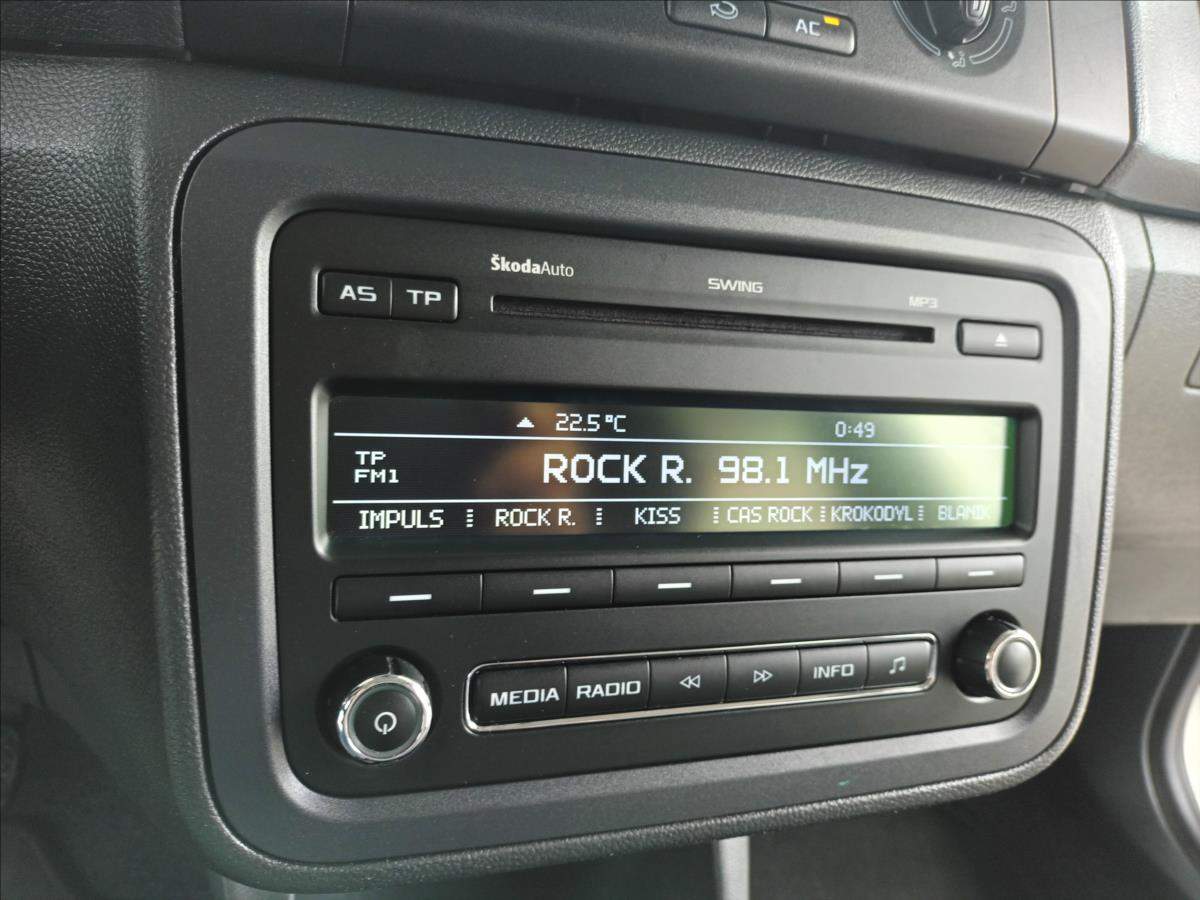 AC
ŠkodaAuto
SWING
MP3
AS TP
22.5°C 0:49
TP
FM1
ROCK R. 98.1 MHz
IMPULS ROCK R. KISS CAS ROCK KROKODYL BLANIK
MEDIA RADIO INFO